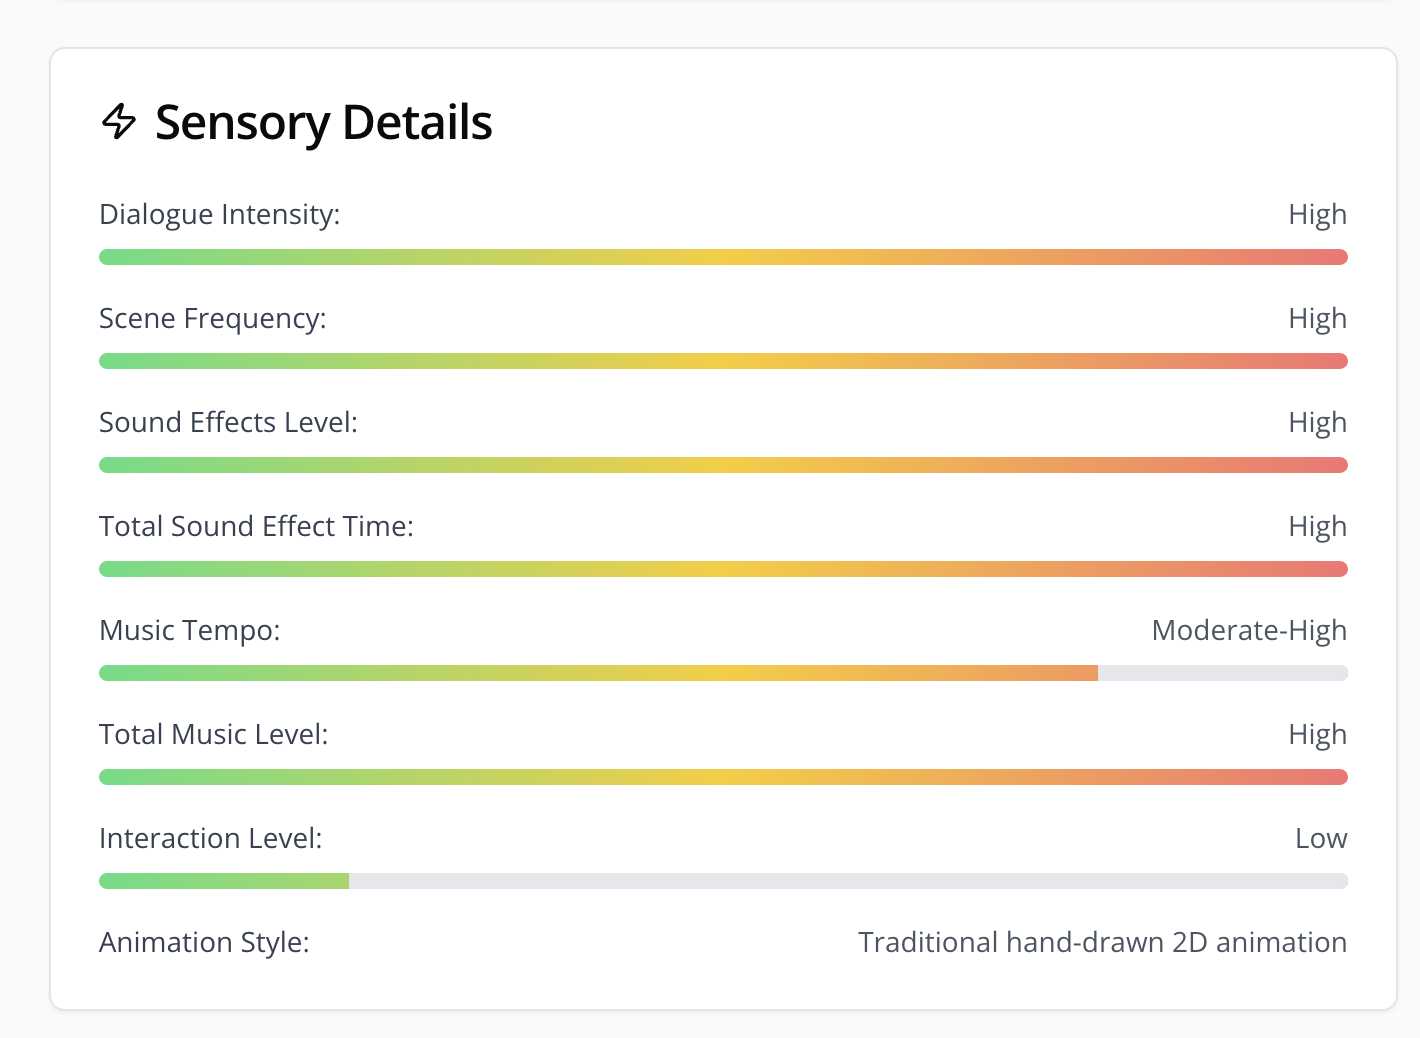 Sensory Details
Dialogue Intensity: High
Scene Frequency: High
Sound Effects Level: High
Total Sound Effect Time: High
Music Tempo: Moderate-High
Total Music Level: High
Interaction Level: Low
Animation Style: Traditional hand-drawn 2D animation